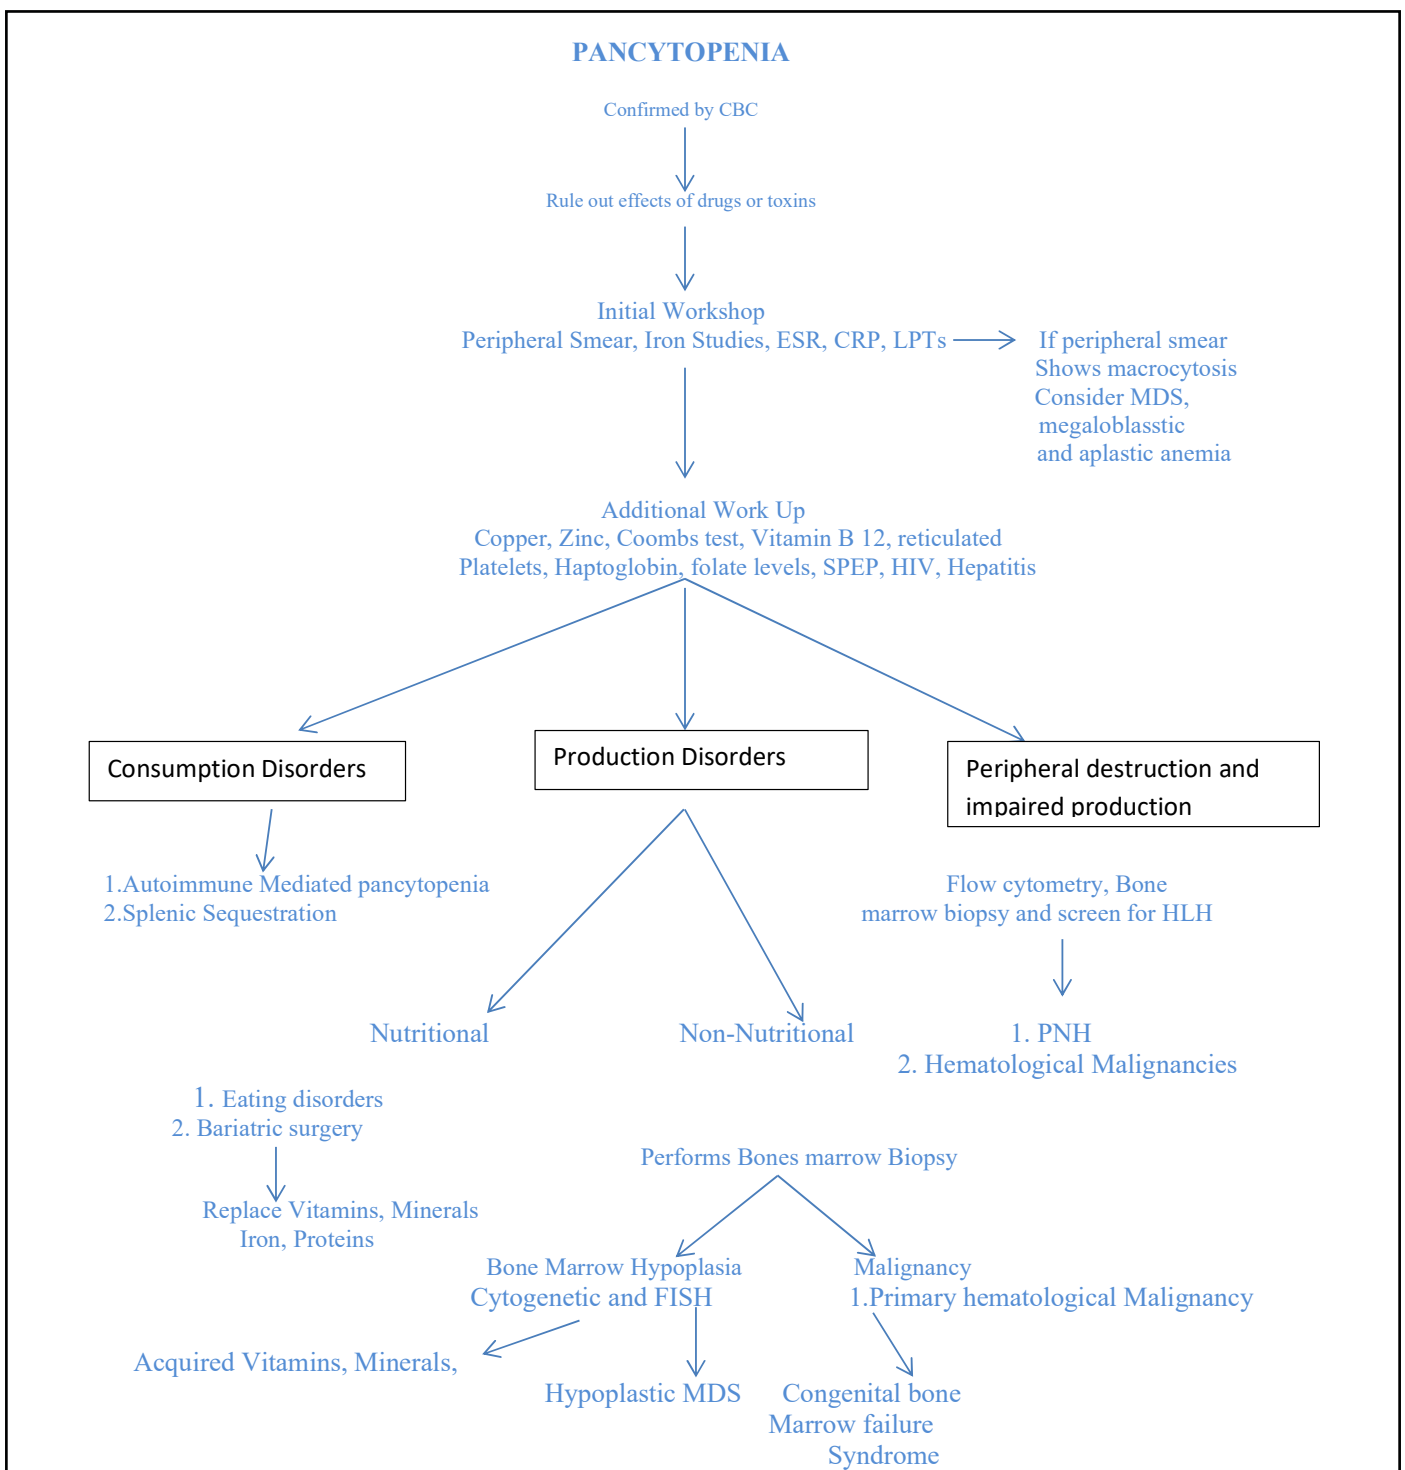 PANCYTOPENIA
Confirmed by CBC
Rule out effects of drugs or toxins
Initial Workshop
Peripheral Smear, Iron Studies, ESR, CRP, LPTs
If peripheral smear
Shows macrocytosis
Consider MDS,
megaloblasstic
and aplastic anemia
Additional Work Up
Copper, Zinc, Coombs test, Vitamin B 12, reticulated
Platelets, Haptoglobin, folate levels, SPEP, HIV, Hepatitis
Consumption Disorders
Production Disorders
Peripheral destruction and
impaired production
1.Autoimmune Mediated pancytopenia
2.Splenic Sequestration
Flow cytometry, Bone
marrow biopsy and screen for HLH
Nutritional
Non-Nutritional
1. PNH
2. Hematological Malignancies
1. Eating disorders
2. Bariatric surgery
Replace Vitamins, Minerals
Iron, Proteins
Performs Bones marrow Biopsy
Bone Marrow Hypoplasia
Cytogenetic and FISH
Malignancy
1.Primary hematological Malignancy
Acquired Vitamins, Minerals,
Hypoplastic MDS
Congenital bone
Marrow failure
Syndrome